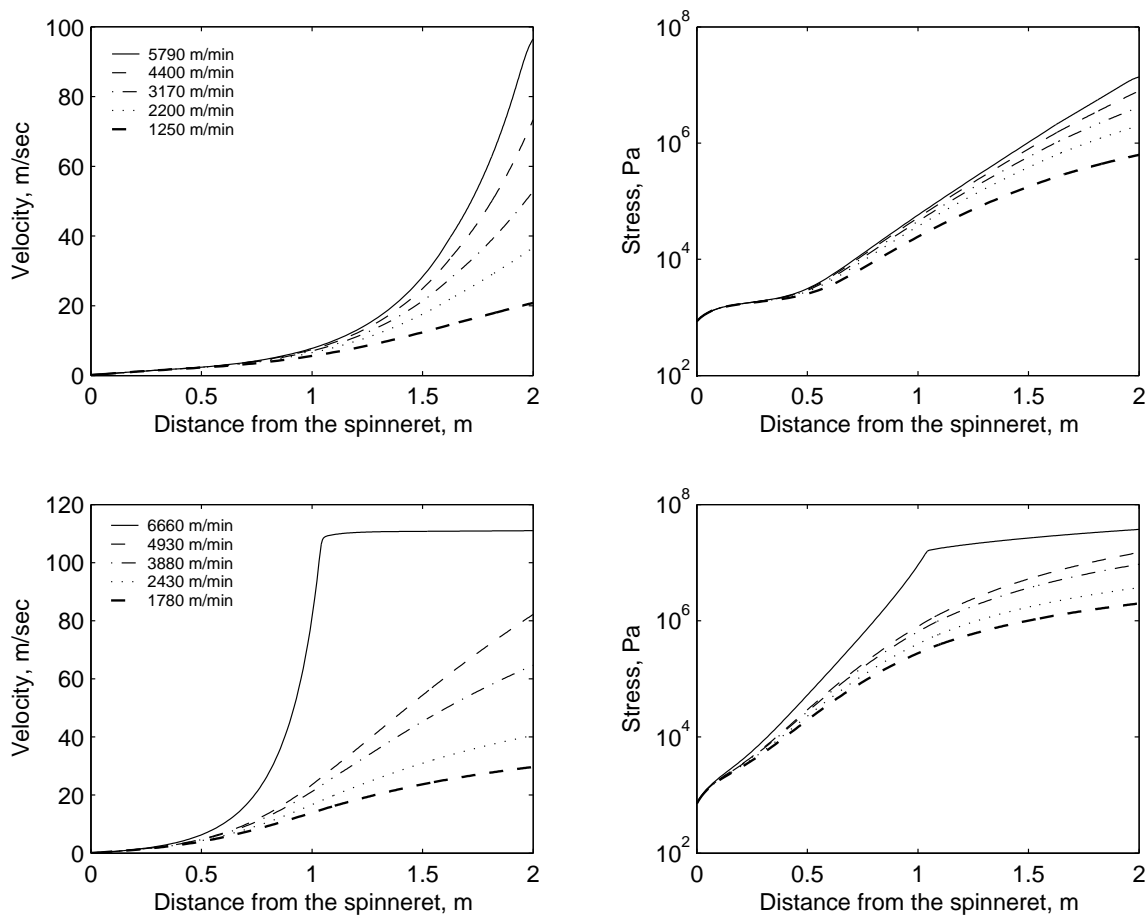 100
80
60
40
20
0
Velocity, m/sec
5790 m/min
4400 m/min
3170 m/min
2200 m/min
1250 m/min
0 0.5 1 1.5 2
Distance from the spinneret, m
10^8
10^6
10^4
10^2
Stress, Pa
0 0.5 1 1.5 2
Distance from the spinneret, m
120
100
80
60
40
20
0
Velocity, m/sec
6660 m/min
4930 m/min
3880 m/min
2430 m/min
1780 m/min
0 0.5 1 1.5 2
Distance from the spinneret, m
10^8
10^6
10^4
10^2
Stress, Pa
0 0.5 1 1.5 2
Distance from the spinneret, m